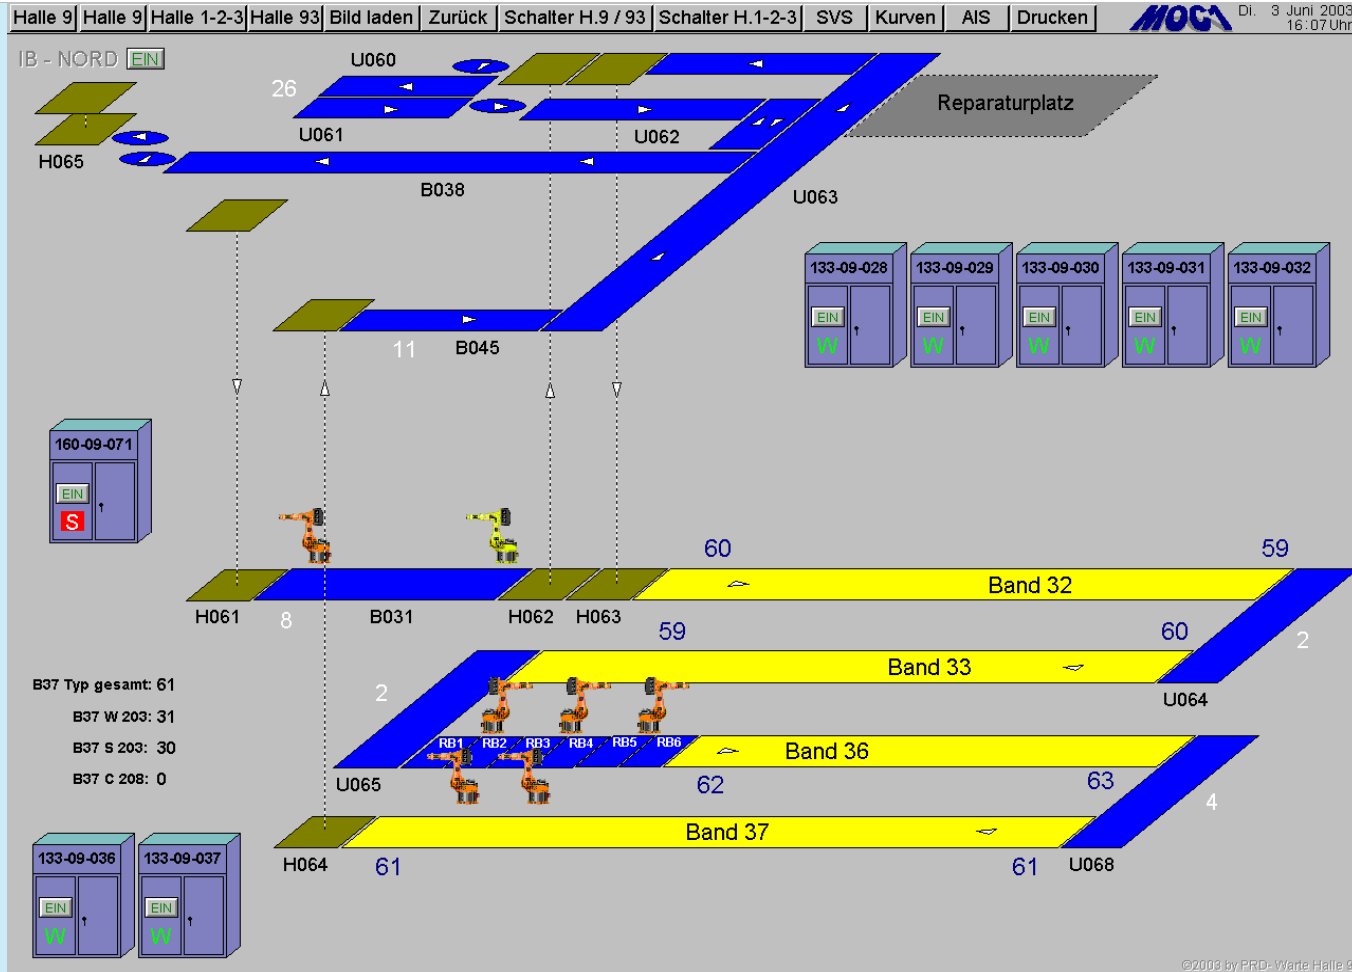 Halle 9 Halle 9 Halle 1-2-3 Halle 93 Bild laden Zurück Schalter H.9 / 93 Schalter H.1-2-3 SVS Kurven AIS Drucken MOGA Di. 3 Juni 2003
16:07 Uhr
IB - NORD EIN
U060
26
U061
U062
Reparaturplatz
H065
B038
U063
133-09-028 133-09-029 133-09-030 133-09-031 133-09-032
EIN EIN EIN EIN EIN
W W W W W
11 B045
160-09-071
EIN
S
60 59
Band 32
H061 8 B031 H062 H063
59 60
2
Band 33
2
U064
B37 Typ gesamt: 61
B37 W 203: 31
B37 S 203: 30
B37 C 208: 0
RB1 RB2 RB3 RB4 RB5 RB6
Band 36
U065
62 63
4
Band 37
H064 61 61 U068
133-09-036 133-09-037
EIN EIN
W W
©2003 by PRD- Warte Halle 9